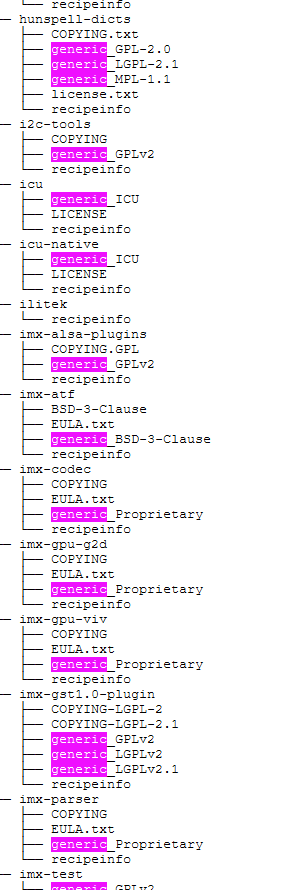 └── recipeinfo
── hunspell-dicts
├── COPYING.txt
├── generic_GPL-2.0
├── generic_LGPL-2.1
├── generic_MPL-1.1
├── license.txt
└── recipeinfo
── i2c-tools
├── COPYING
├── generic_GPLv2
└── recipeinfo
── icu
├── generic_ICU
├── LICENSE
└── recipeinfo
── icu-native
├── generic_ICU
├── LICENSE
└── recipeinfo
── ilitek
└── recipeinfo
── imx-alsa-plugins
├── COPYING.GPL
├── generic_GPLv2
└── recipeinfo
── imx-atf
├── BSD-3-Clause
├── EULA.txt
├── generic_BSD-3-Clause
└── recipeinfo
── imx-codec
├── COPYING
├── EULA.txt
├── generic_Proprietary
└── recipeinfo
── imx-gpu-g2d
├── COPYING
├── EULA.txt
├── generic_Proprietary
└── recipeinfo
── imx-gpu-viv
├── COPYING
├── EULA.txt
├── generic_Proprietary
└── recipeinfo
── imx-gst1.0-plugin
├── COPYING-LGPL-2
├── COPYING-LGPL-2.1
├── generic_GPLv2
├── generic_LGPLv2
├── generic_LGPLv2.1
└── recipeinfo
── imx-parser
├── COPYING
├── EULA.txt
├── generic_Proprietary
└── recipeinfo
── imx-test
├── generic_GPLv2